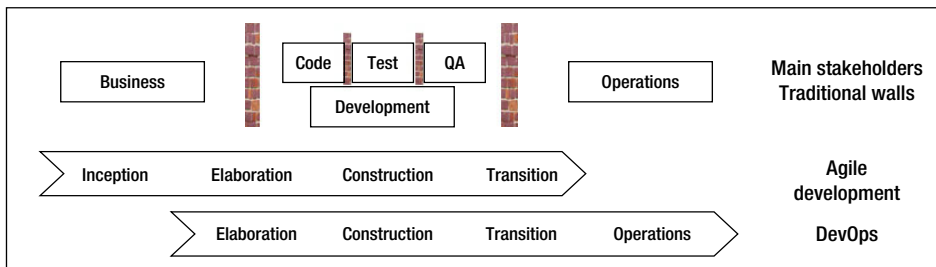 Code Test QA
Business Operations
Development
Main stakeholders
Traditional walls
Inception Elaboration Construction Transition
Agile
development
Elaboration Construction Transition Operations
DevOps